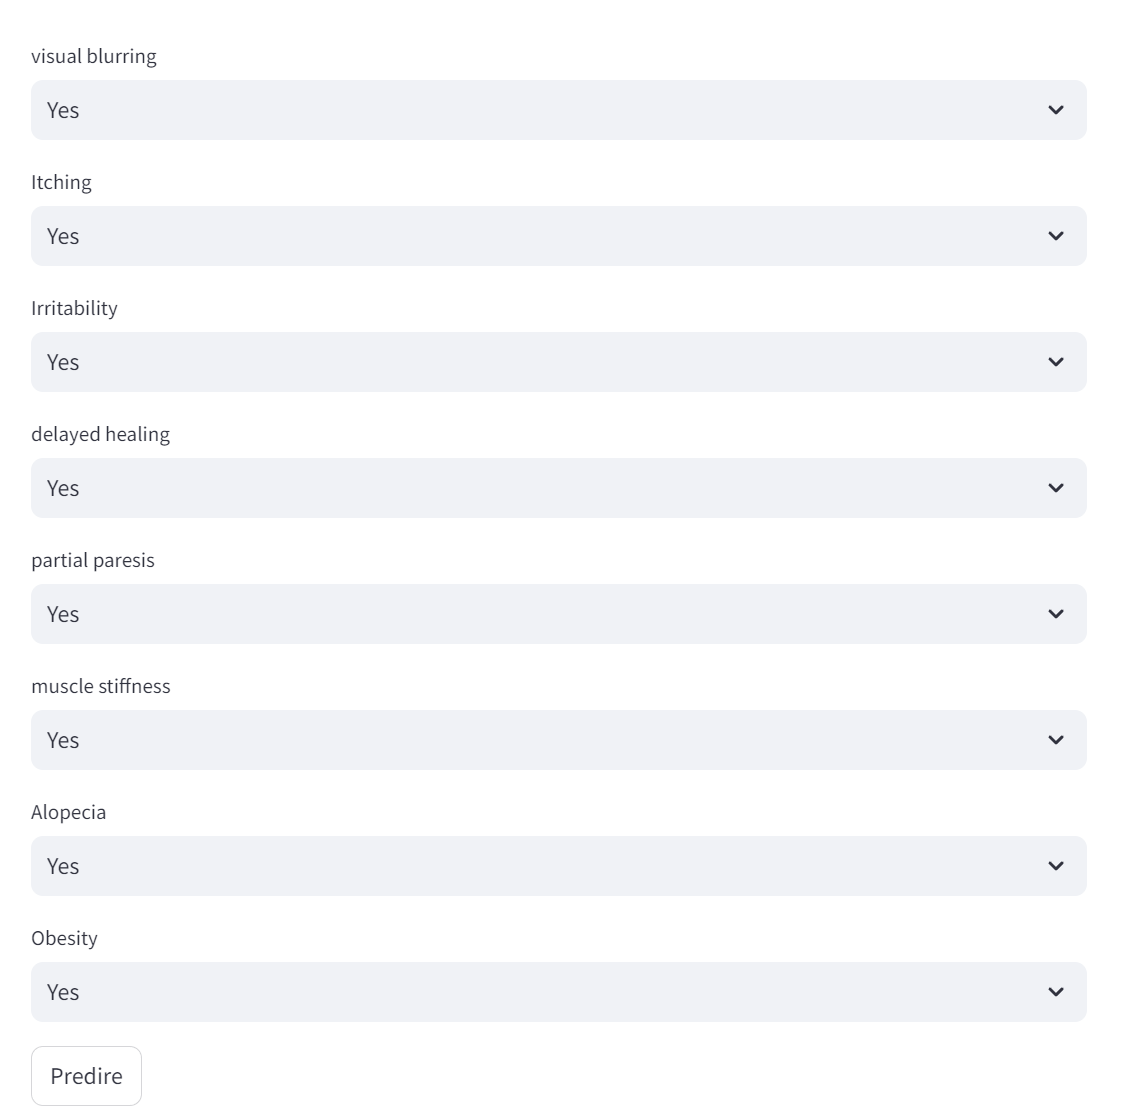 visual blurring
Yes
Itching
Yes
Irritability
Yes
delayed healing
Yes
partial paresis
Yes
muscle stiffness
Yes
Alopecia
Yes
Obesity
Yes
Predire